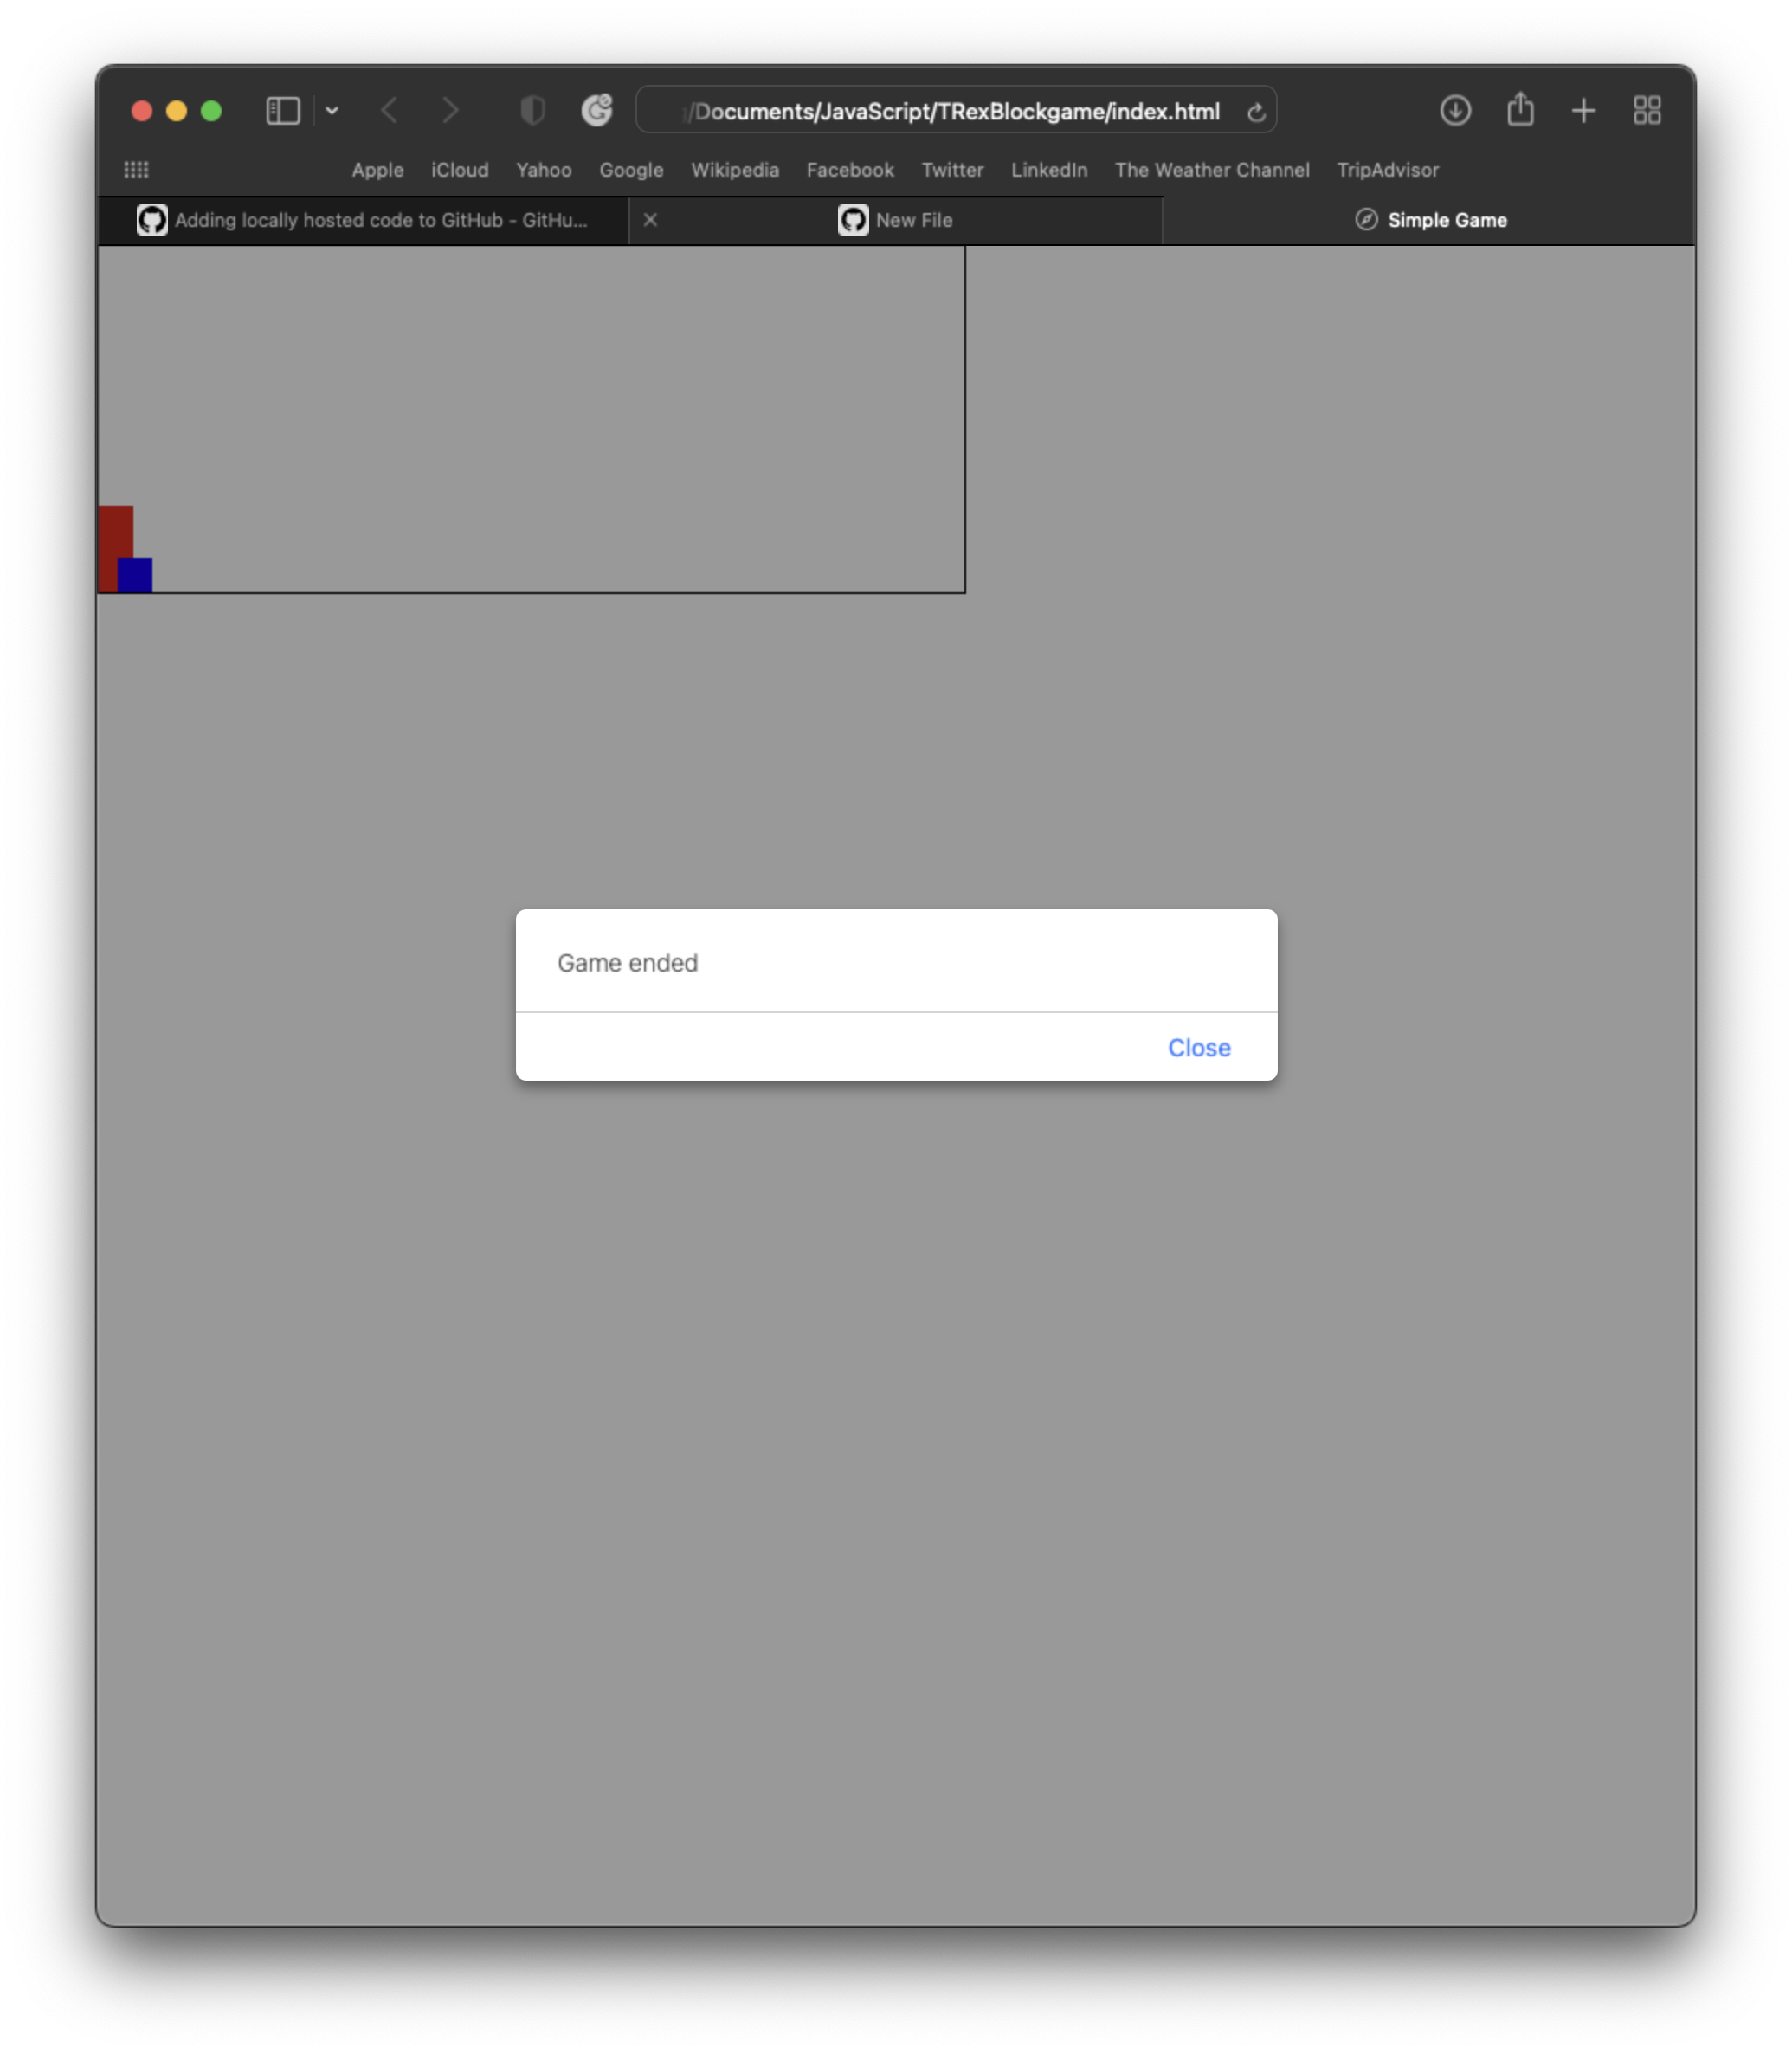 /Documents/JavaScript/TRexBlockgame/index.html
Apple iCloud Yahoo Google Wikipedia Facebook Twitter LinkedIn The Weather Channel TripAdvisor
Adding locally hosted code to GitHub - GitHu... New File Simple Game
Game ended
Close